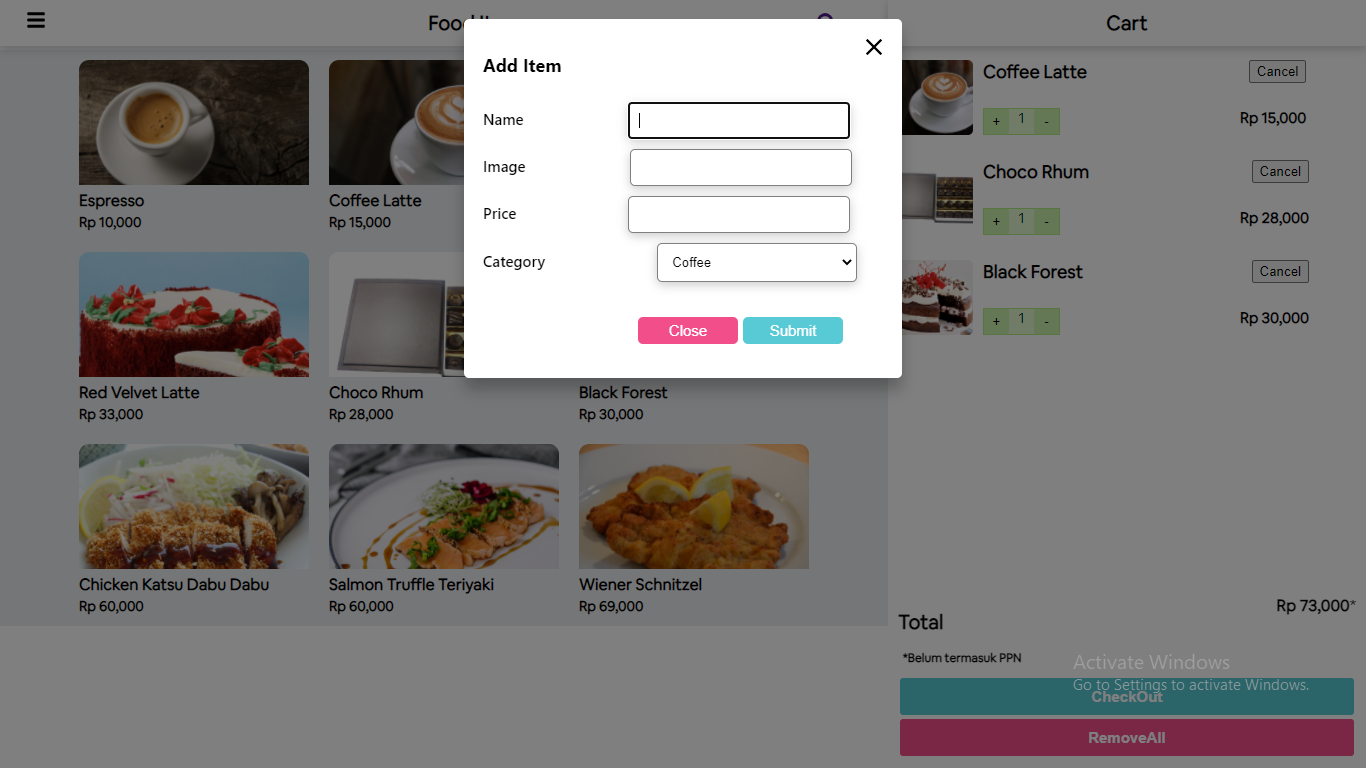 Cart
Add Item
Name
Image
Price
Category
Coffee
Close
Submit
Espresso
Rp 10,000
Coffee Latte
Rp 15,000
Red Velvet Latte
Rp 33,000
Choco Rhum
Rp 28,000
Black Forest
Rp 30,000
Chicken Katsu Dabu Dabu
Rp 60,000
Salmon Truffle Teriyaki
Rp 60,000
Wiener Schnitzel
Rp 69,000
Coffee Latte
Cancel
+ 1 -
Rp 15,000
Choco Rhum
Cancel
+ 1 -
Rp 28,000
Black Forest
Cancel
+ 1 -
Rp 30,000
Total
Rp 73,000*
*Belum termasuk PPN
Activate Windows
Go to Settings to activate Windows.
CheckOut
RemoveAll